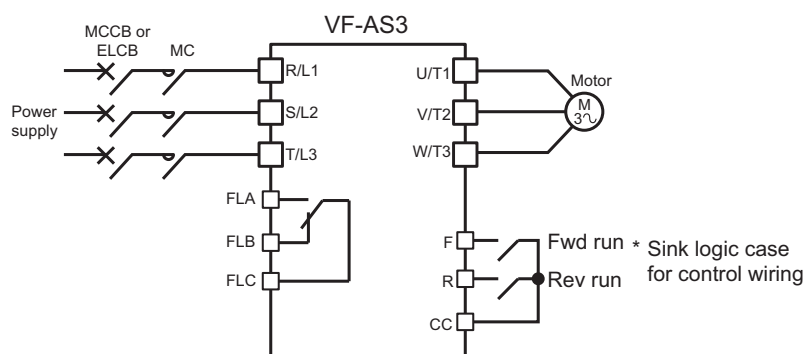 VF-AS3
MCCB or
ELCB
MC
Power
supply
R/L1
S/L2
T/L3
FLA
FLB
FLC
U/T1
V/T2
W/T3
Motor
M
3∿
F
R
CC
Fwd run
Rev run
* Sink logic case
for control wiring